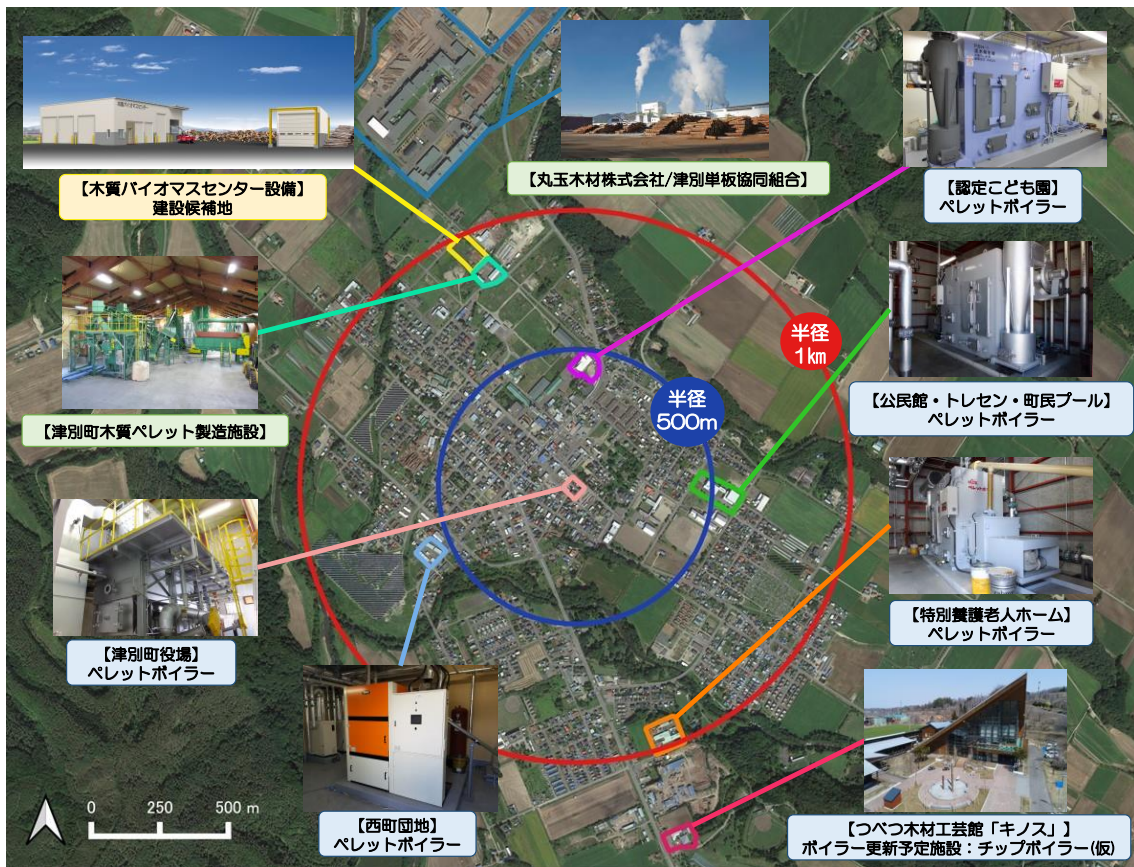 【木質バイオマスセンター設備】
建設候補地
【丸玉木材株式会社/津別単板協同組合】
【認定こども園】
ペレットボイラー
【津別町木質ペレット製造施設】
半径
1km
半径
500m
【公民館・トレセン・町民プール】
ペレットボイラー
【津別町役場】
ペレットボイラー
【特別養護老人ホーム】
ペレットボイラー
【西町団地】
ペレットボイラー
【つべつ木材工芸館「キノス」】
ボイラー更新予定施設：チップボイラー(仮)
0 250 500 m